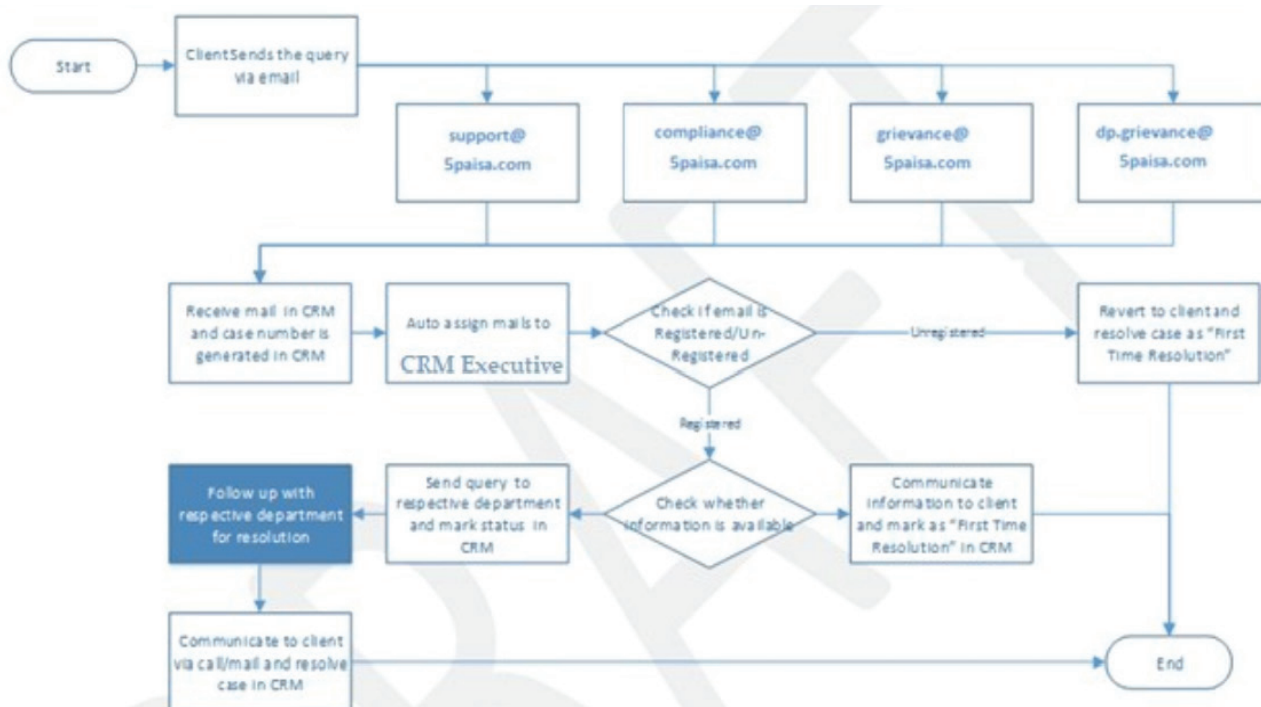 Start
ClientSends the query
via email
support@
5paisa.com
compliance@
5paisa.com
grievance@
5paisa.com
dp.grievance@
5paisa.com
Receive mail in CRM
and case number is
generated in CRM
Auto assign mails to
CRM Executive
Check if email is
Registered/Un-
Registered
Unregistered
Revert to client and
resolve case as “First
Time Resolution”
Registered
Follow up with
respective department
for resolution
Send query to
respective department
and mark status in
CRM
Check whether
information is available
Communicate
information to client
and mark as “First Time
Resolution” in CRM
Communicate to client
via call/mail and resolve
case in CRM
End
DRAFT